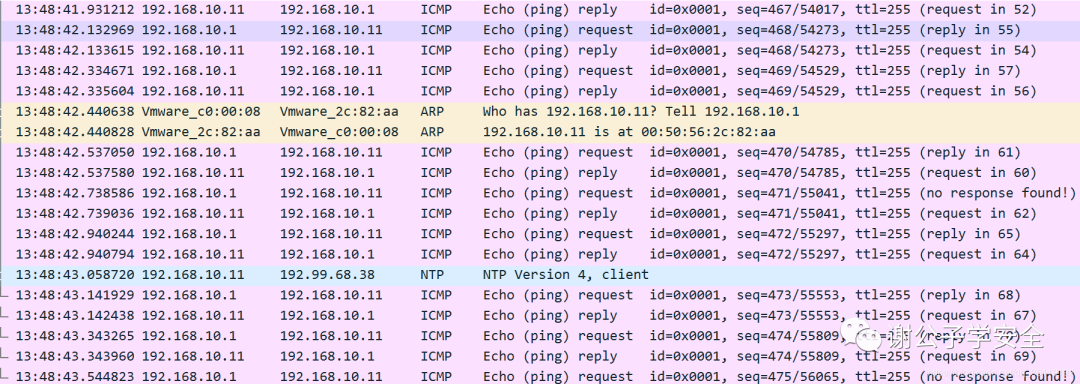 13:48:41.931212 192.168.10.11 192.168.10.1 ICMP Echo (ping) reply id=0x0001, seq=467/54017, ttl=255 (request in 52)
13:48:42.132969 192.168.10.1 192.168.10.11 ICMP Echo (ping) request id=0x0001, seq=468/54273, ttl=255 (reply in 55)
13:48:42.133615 192.168.10.11 192.168.10.1 ICMP Echo (ping) reply id=0x0001, seq=468/54273, ttl=255 (request in 54)
13:48:42.334671 192.168.10.1 192.168.10.11 ICMP Echo (ping) request id=0x0001, seq=469/54529, ttl=255 (reply in 57)
13:48:42.335604 192.168.10.11 192.168.10.1 ICMP Echo (ping) reply id=0x0001, seq=469/54529, ttl=255 (request in 56)
13:48:42.440638 Vmware_c0:00:08 Vmware_2c:82:aa ARP Who has 192.168.10.11? Tell 192.168.10.1
13:48:42.440828 Vmware_2c:82:aa Vmware_c0:00:08 ARP 192.168.10.11 is at 00:50:56:2c:82:aa
13:48:42.537050 192.168.10.1 192.168.10.11 ICMP Echo (ping) request id=0x0001, seq=470/54785, ttl=255 (reply in 61)
13:48:42.537580 192.168.10.11 192.168.10.1 ICMP Echo (ping) reply id=0x0001, seq=470/54785, ttl=255 (request in 60)
13:48:42.738586 192.168.10.1 192.168.10.11 ICMP Echo (ping) request id=0x0001, seq=471/55041, ttl=255 (no response found!)
13:48:42.739036 192.168.10.11 192.168.10.1 ICMP Echo (ping) reply id=0x0001, seq=471/55041, ttl=255 (request in 62)
13:48:42.940244 192.168.10.1 192.168.10.11 ICMP Echo (ping) request id=0x0001, seq=472/55297, ttl=255 (reply in 65)
13:48:42.940794 192.168.10.11 192.168.10.1 ICMP Echo (ping) reply id=0x0001, seq=472/55297, ttl=255 (request in 64)
13:48:43.058720 192.168.10.11 192.99.68.38 NTP NTP Version 4, client
13:48:43.141929 192.168.10.1 192.168.10.11 ICMP Echo (ping) request id=0x0001, seq=473/55553, ttl=255 (reply in 68)
13:48:43.142438 192.168.10.11 192.168.10.1 ICMP Echo (ping) reply id=0x0001, seq=473/55553, ttl=255 (request in 67)
13:48:43.343265 192.168.10.1 192.168.10.11 ICMP Echo (ping) request id=0x0001, seq=474/55809, ttl=255 (reply in 70)
13:48:43.343960 192.168.10.11 192.168.10.1 ICMP Echo (ping) reply id=0x0001, seq=474/55809, ttl=255 (request in 69)
13:48:43.544823 192.168.10.1 192.168.10.11 ICMP Echo (ping) request id=0x0001, seq=475/56065, ttl=255 (no response found!)
谢公子学安全